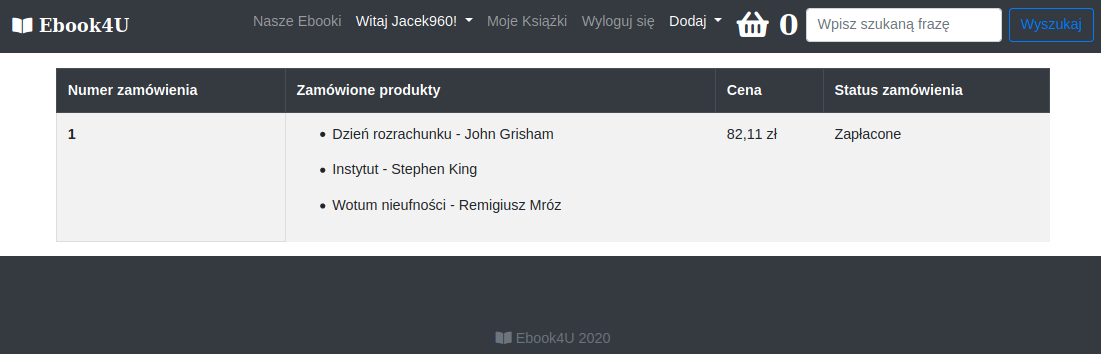 Ebook4U Nasze Ebooki Witaj Jacek960! Moje Książki Wyloguj się Dodaj 0 Wpisz szukaną frazę Wyszukaj
Numer zamówienia Zamówione produkty Cena Status zamówienia
1 Dzień rozrachunku - John Grisham 82,11 zł Zapłacone
Instytut - Stephen King
Wotum nieufności - Remigiusz Mróz
Ebook4U 2020